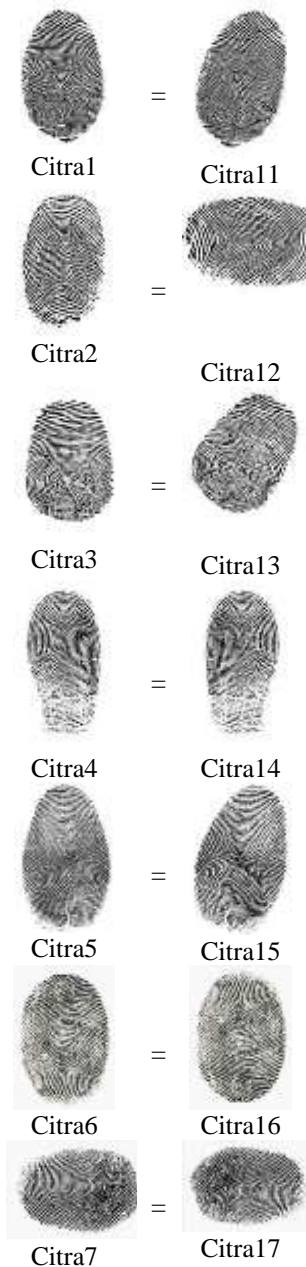 =
Citra1 Citra11
=
Citra2 Citra12
=
Citra3 Citra13
=
Citra4 Citra14
=
Citra5 Citra15
=
Citra6 Citra16
=
Citra7 Citra17